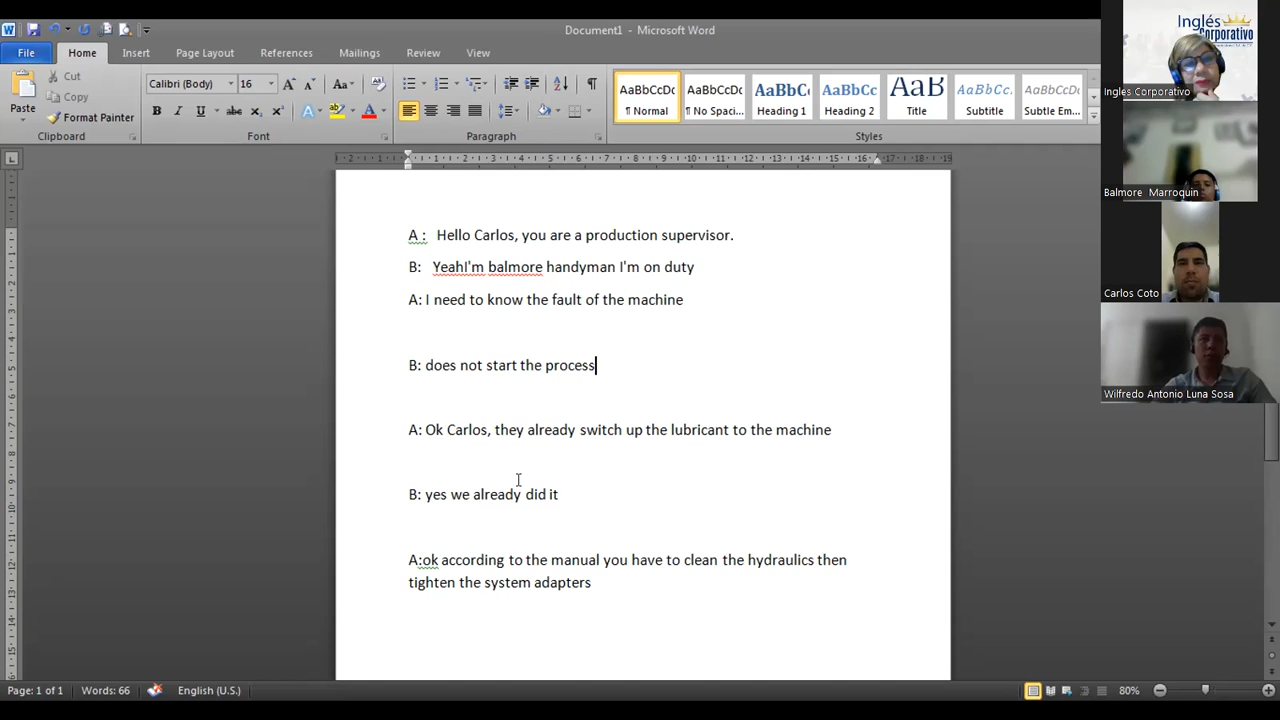 Document1 - Microsoft Word
File Home Insert Page Layout References Mailings Review View
Paste
Cut
Copy
Format Painter
Clipboard
Calibri (Body) 16
Font
Paragraph
AaBbCcDc AaBbCcDc AaBbC AaBbCc AaB AaBbCc. AaBbCcDc
¶ Normal ¶ No Spaci... Heading 1 Heading 2 Title Subtitle Subtle Em...
Styles
A : Hello Carlos, you are a production supervisor.
B: YeahI'm balmore handyman I'm on duty
A: I need to know the fault of the machine
B: does not start the process
A: Ok Carlos, they already switch up the lubricant to the machine
B: yes we already did it
A:ok according to the manual you have to clean the hydraulics then
tighten the system adapters
Page: 1 of 1 Words: 66 English (U.S.) 80%
Inglés
Corporativo
Ingles Corporativo
Balmore Marroquin
Carlos Coto
Wilfredo Antonio Luna Sosa